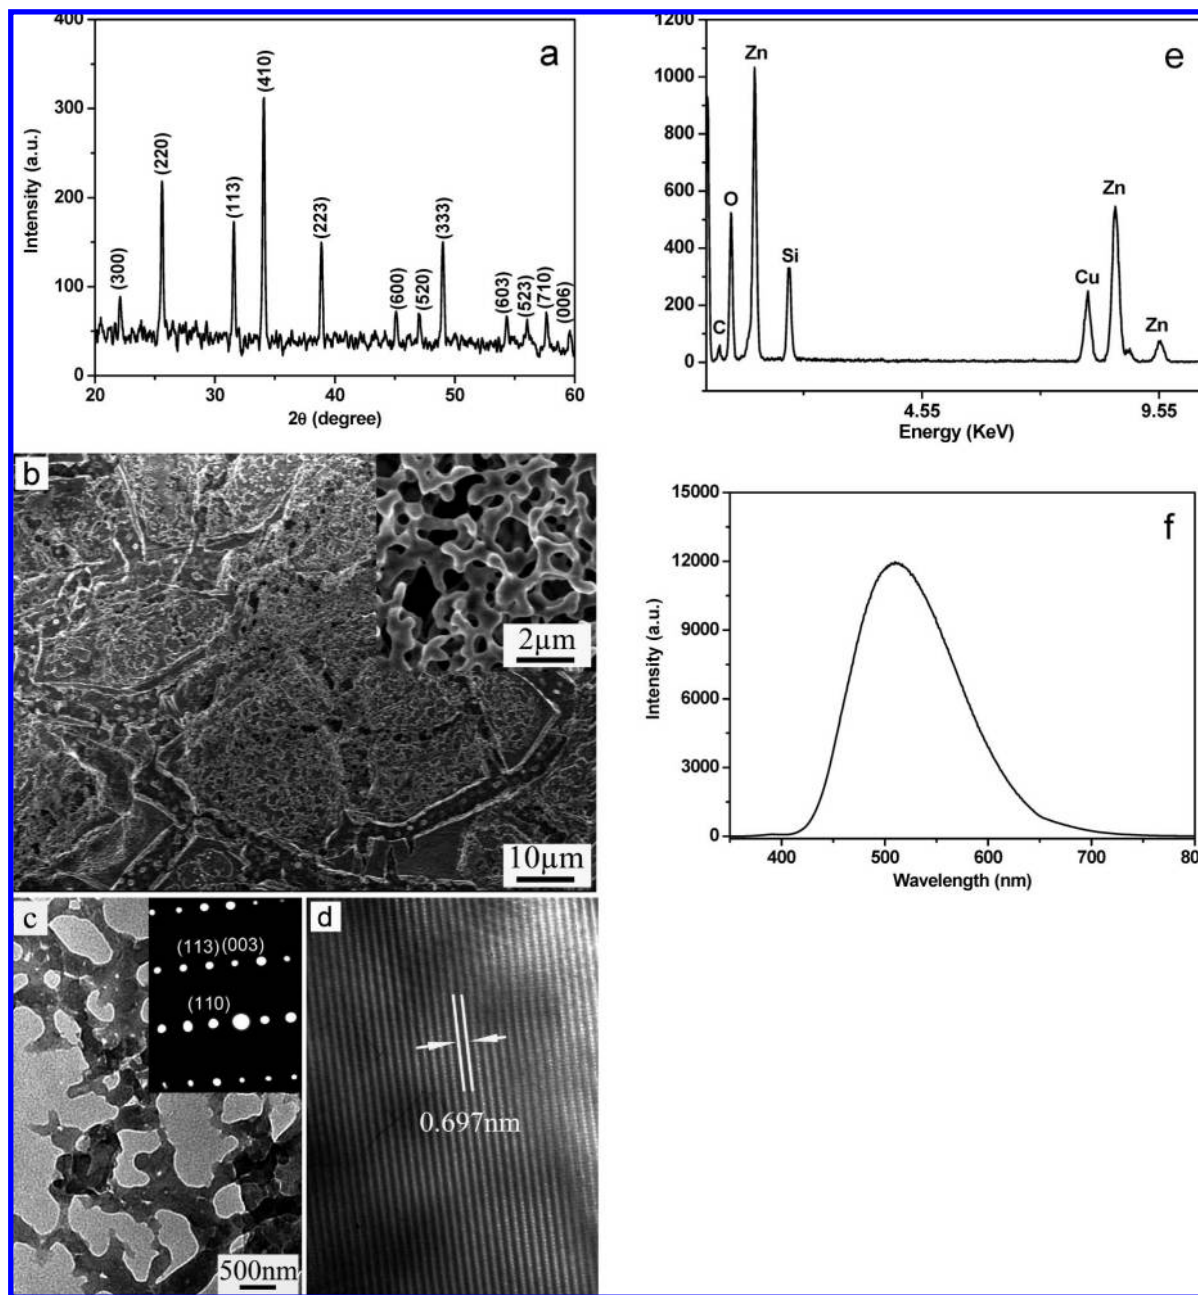 a
400
300
200
100
0
Intensity (a.u.)
(300)
(220)
(113)
(410)
(223)
(600)
(520)
(333)
(603)
(523)
(710)
(006)
20 30 40 50 60
2θ (degree)
e
1200
1000
800
600
400
200
0
C
O
Zn
Si
Cu
Zn
Zn
4.55 9.55
Energy (KeV)
b
2μm
10μm
f
15000
12000
9000
6000
3000
0
Intensity (a.u.)
400 500 600 700 80
Wavelength (nm)
c
(113) (003)
(110)
500nm
d
0.697nm